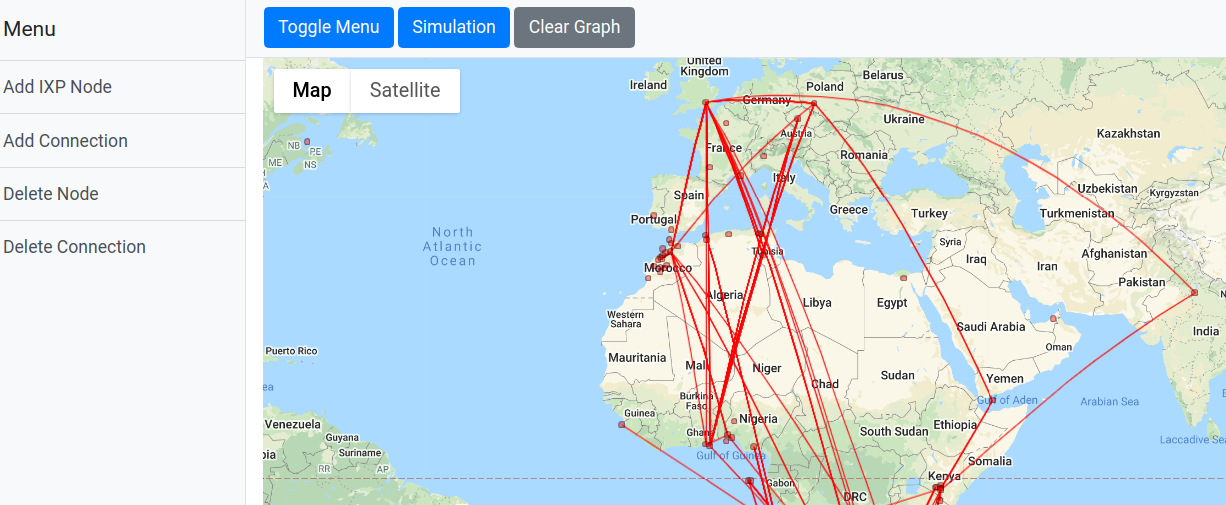 Menu
Toggle Menu
Simulation
Clear Graph
Add IXP Node
Add Connection
Delete Node
Delete Connection
Map
Satellite
United
Kingdom
Ireland
Belarus
Poland
Germany
Ukraine
Kazakhstan
Austria
France
Romania
NB
PE
ME
NS
Italy
Uzbekistan
Kyrgyzstan
Spain
Portugal
Greece
Turkey
Turkmenistan
North
Atlantic
Ocean
Syria
Afghanistan
Tunisia
Iraq
Iran
Morocco
Pakistan
Algeria
Libya
Egypt
Western
Sahara
Saudi Arabia
India
Oman
Puerto Rico
Mauritania
Mali
Niger
Chad
Sudan
Yemen
ea
Burkina
Faso
Gulf of Aden
Arabian Sea
Guinea
Nigeria
Venezuela
Ghana
South Sudan
Ethiopia
Guyana
Laccadive Sea
bia
Suriname
Gulf of Guinea
Somalia
RR
AP
Kenya
Gabon
DRC